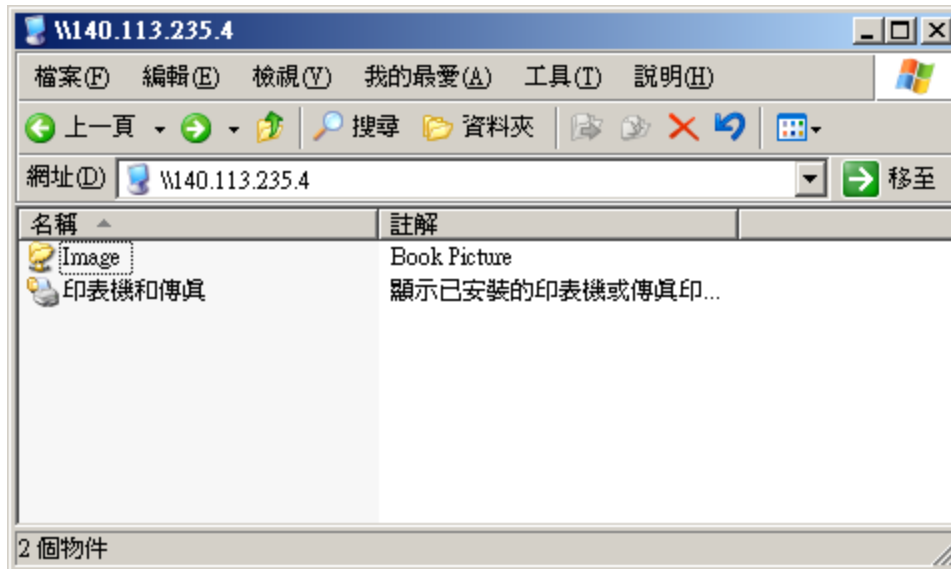 \\140.113.235.4
檔案(F) 編輯(E) 檢視(V) 我的最愛(A) 工具(T) 說明(H)
上一頁 搜尋 資料夾
網址(D) \\140.113.235.4 移至
名稱 註解
Image Book Picture
印表機和傳真 顯示已安裝的印表機或傳真印...
2 個物件